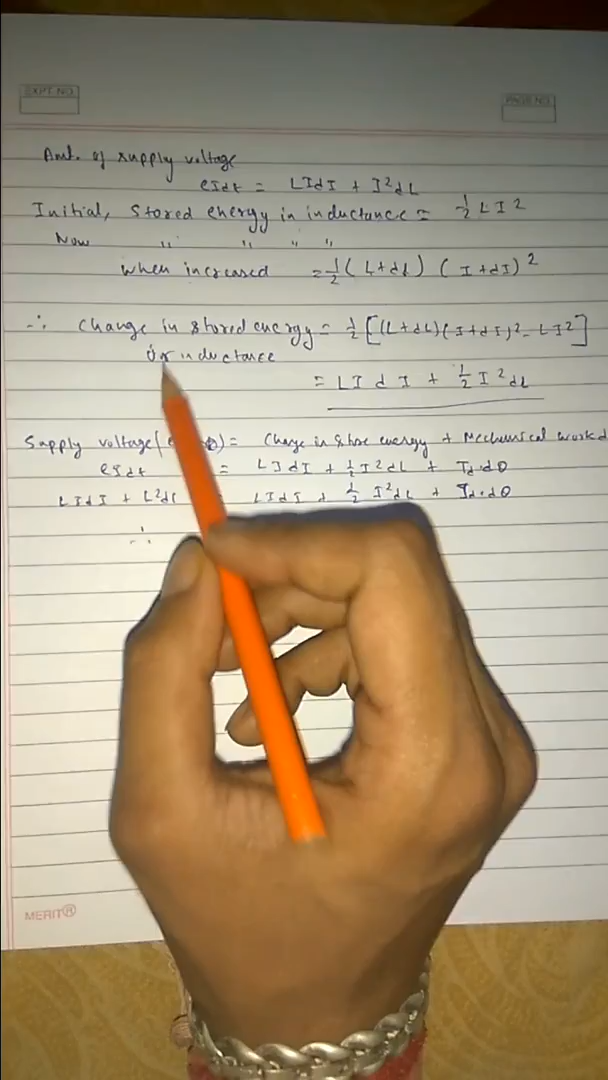 EXPT. NO.
PAGE NO.
Amt. of supply voltage
eIdt = LIdI + I²dL
Initial, stored energy in inductance = ½ L I²
Now " " " "
when increased = ½ (L+dL) (I+dI)²
∴ Change in stored energy = ½ [(L+dL)(I+dI)² - LI²]
inductance
= LI dI + ½ I² dL
Supply voltage ( ) = Change in store energy + Mechanical worked
eIdt = LIdI + ½ I²dL + Td·dθ
LIdI + L²dL LIdI + ½ I²dL + Td·dθ
∴
MERIT®